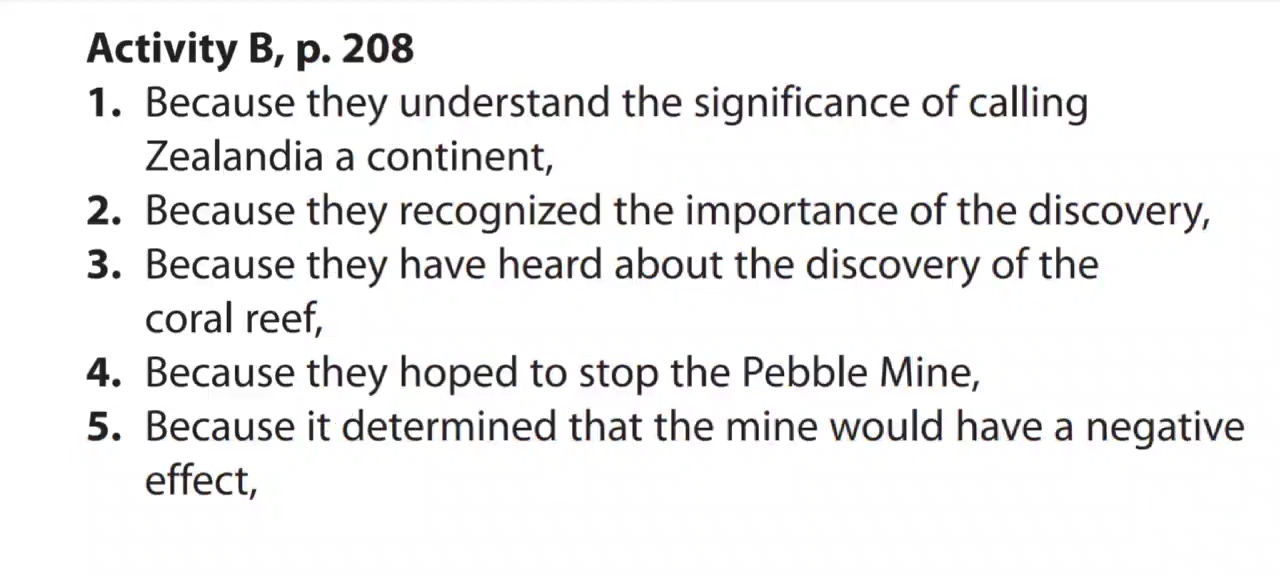 Activity B, p. 208
1. Because they understand the significance of calling
Zealandia a continent,
2. Because they recognized the importance of the discovery,
3. Because they have heard about the discovery of the
coral reef,
4. Because they hoped to stop the Pebble Mine,
5. Because it determined that the mine would have a negative
effect,